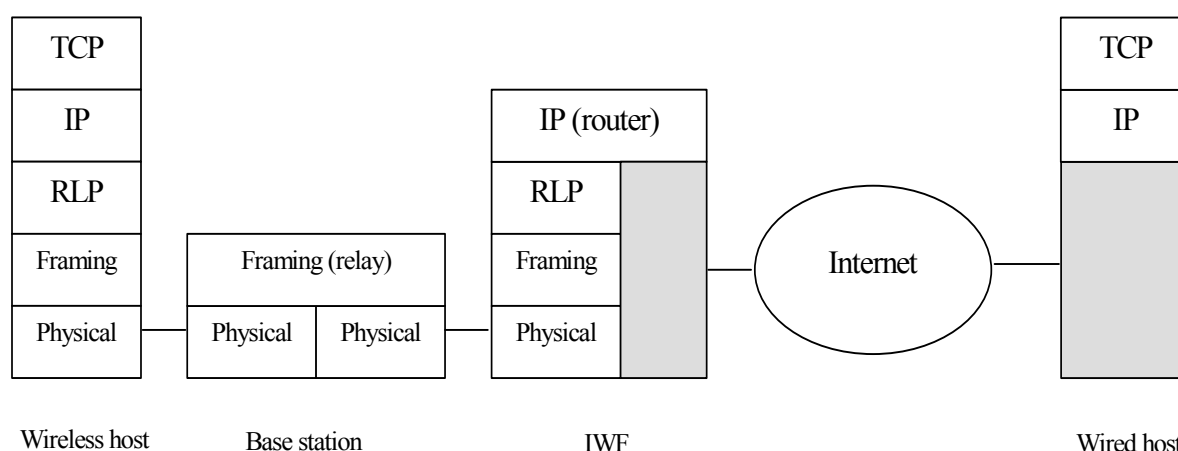 TCP
IP
RLP
Framing
Physical
Wireless host
Framing (relay)
Physical
Physical
Base station
IP (router)
RLP
Framing
Physical
IWF
Internet
TCP
IP
Wired host